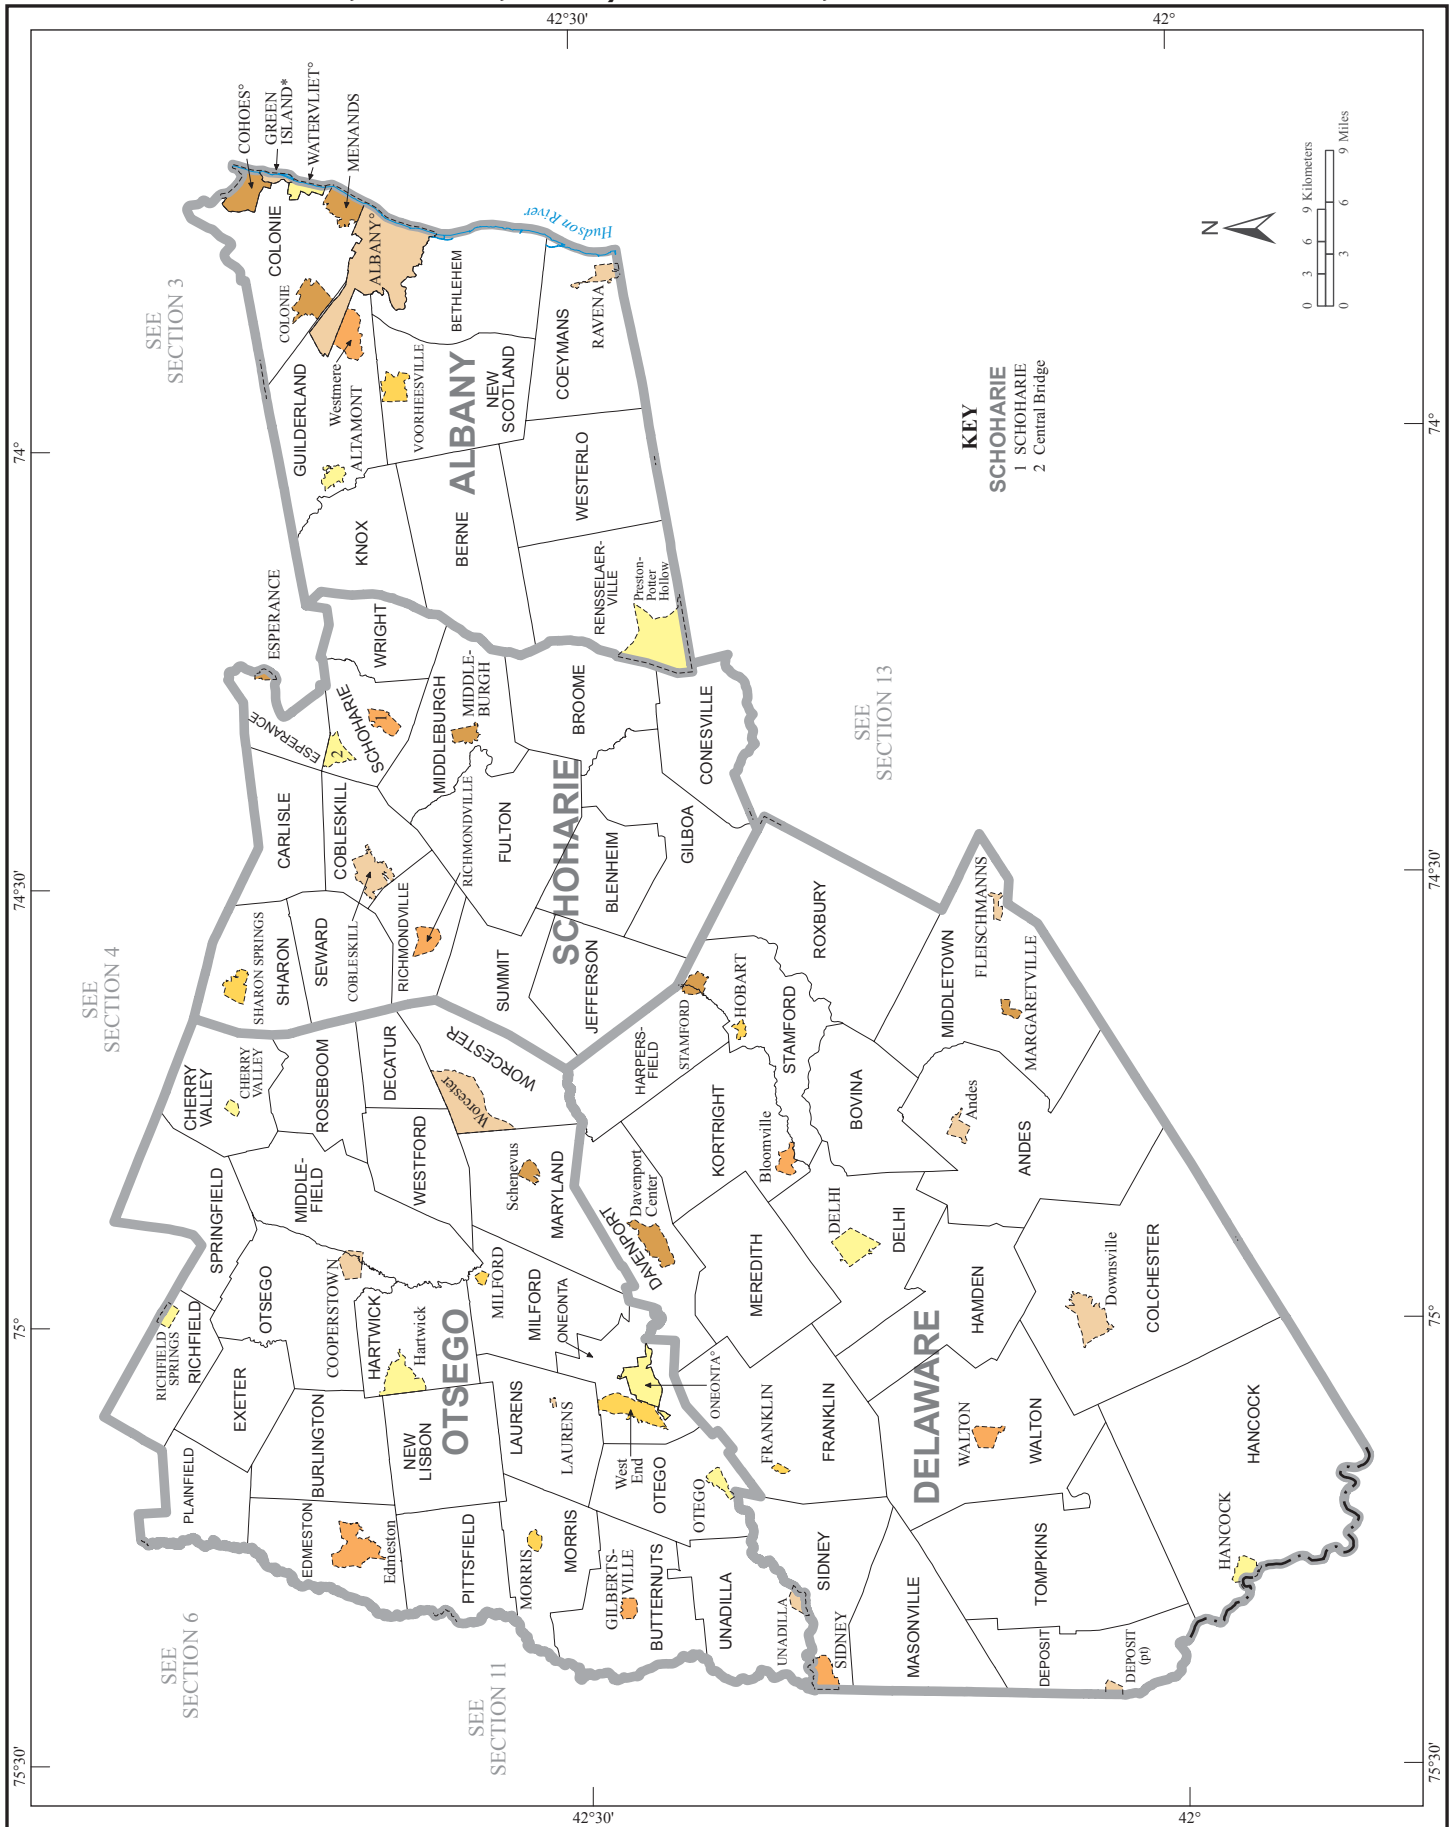 42°30'
42°
COHOES°
GREEN
ISLAND*
WATERVLIET°
MENANDS
COLONIE
COLONIE
ALBANY°
Hudson River
BETHLEHEM
RAVENA
COEYMANS
NEW
SCOTLAND
VOORHEESVILLE
Westmere
GUILDERLAND
ALTAMONT
ALBANY
WESTERLO
KNOX
BERNE
RENSSELAER-
VILLE
Preston-
Potter
Hollow
SEE
SECTION 3
N
0 3 6 9 Kilometers
0 3 6 9 Miles
KEY
SCHOHARIE
1 SCHOHARIE
2 Central Bridge
74°
74°
ESPERANCE
WRIGHT
ESPERANCE
SCHOHARIE
1
2
MIDDLEBURGH
MIDDLE-
BURGH
BROOME
CONESVILLE
CARLISLE
COBLESKILL
COBLESKILL
RICHMONDVILLE
RICHMONDVILLE
FULTON
SCHOHARIE
BLENHEIM
GILBOA
SHARON SPRINGS
SHARON
SEWARD
SUMMIT
JEFFERSON
SEE
SECTION 13
74°30'
74°30'
SEE
SECTION 4
CHERRY
VALLEY
CHERRY
VALLEY
ROSEBOOM
DECATUR
WORCESTER
Worcester
WESTFORD
MIDDLE-
FIELD
SPRINGFIELD
Schenevus
MARYLAND
RICHFIELD
SPRINGS
RICHFIELD
OTSEGO
COOPERSTOWN
HARTWICK
Hartwick
MILFORD
MILFORD
ONEONTA
ONEONTA°
OTSEGO
EXETER
BURLINGTON
NEW
LISBON
LAURENS
LAURENS
West
End
PLAINFIELD
EDMESTON
Edmeston
PITTSFIELD
MORRIS
MORRIS
OTEGO
OTEGO
GILBERTS-
VILLE
BUTTERNUTS
UNADILLA
UNADILLA
HARPERS-
FIELD
STAMFORD
HOBART
STAMFORD
ROXBURY
MIDDLETOWN
FLEISCHMANNS
MARGARETVILLE
KORTRIGHT
Bloomville
BOVINA
Andes
ANDES
DAVENPORT
Davenport
Center
MEREDITH
DELHI
DELHI
HAMDEN
Downsville
COLCHESTER
DELAWARE
FRANKLIN
FRANKLIN
WALTON
WALTON
HANCOCK
HANCOCK
SIDNEY
SIDNEY
MASONVILLE
TOMPKINS
DEPOSIT
DEPOSIT
(pt)
75°
75°
SEE
SECTION 6
SEE
SECTION 11
75°30'
75°30'
42°30'
42°